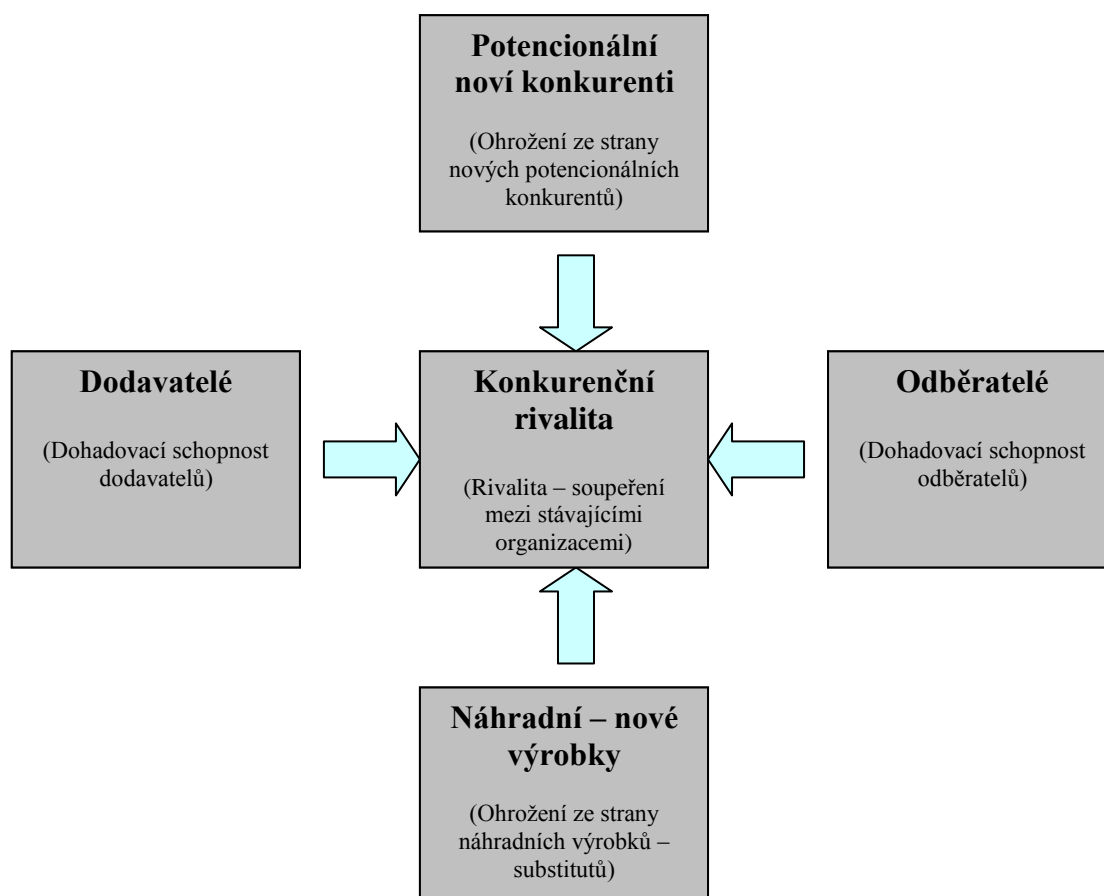 Potencionální
noví konkurenti
(Ohrožení ze strany
nových potencionálních
konkurentů)
Dodavatelé
(Dohadovací schopnost
dodavatelů)
Konkurenční
rivalita
(Rivalita – soupeření
mezi stávajícími
organizacemi)
Odběratelé
(Dohadovací schopnost
odběratelů)
Náhradní – nové
výrobky
(Ohrožení ze strany
náhradních výrobků –
substitutů)